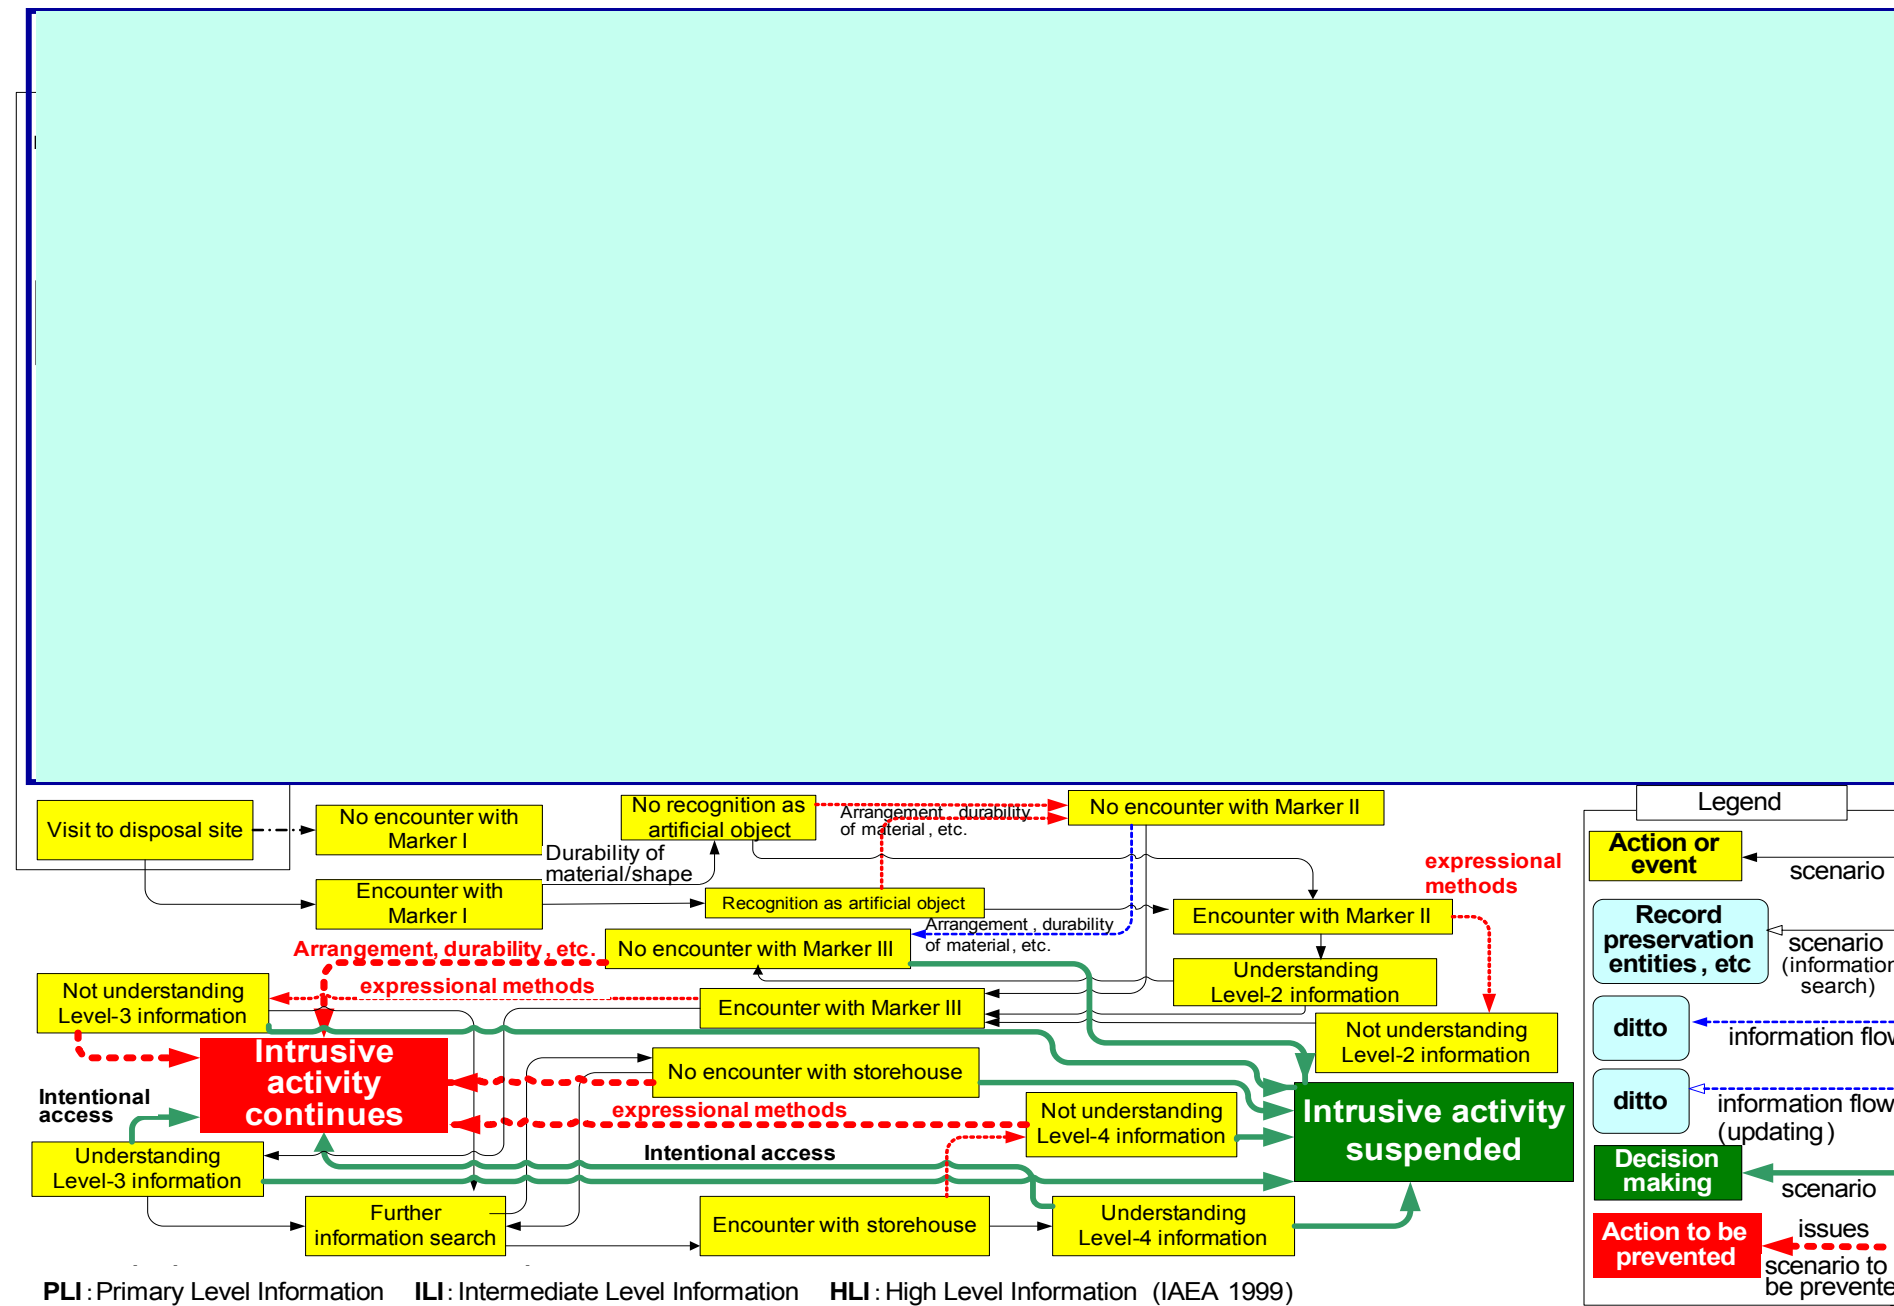 Visit to disposal site
No encounter with
Marker I
Encounter with
Marker I
Durability of
material/shape
No recognition as
artificial object
Recognition as artificial object
Arrangement , durability
of material , etc.
No encounter with Marker II
expressional
methods
Encounter with Marker II
Arrangement , durability
of material , etc.
Arrangement, durability, etc.
No encounter with Marker III
Understanding
Level-2 information
Not understanding
Level-3 information
expressional methods
Encounter with Marker III
Not understanding
Level-2 information
Intrusive
activity
continues
No encounter with storehouse
Intentional
access
expressional methods
Not understanding
Level-4 information
Intrusive activity
suspended
Understanding
Level-3 information
Intentional access
Further
information search
Encounter with storehouse
Understanding
Level-4 information
Legend
Action or
event
scenario
Record
preservation
entities , etc
scenario
(information
search)
ditto
information flow
ditto
information flow
(updating)
Decision
making
scenario
Action to be
prevented
issues
scenario to
be prevente
PLI : Primary Level Information ILI : Intermediate Level Information HLI : High Level Information (IAEA 1999)